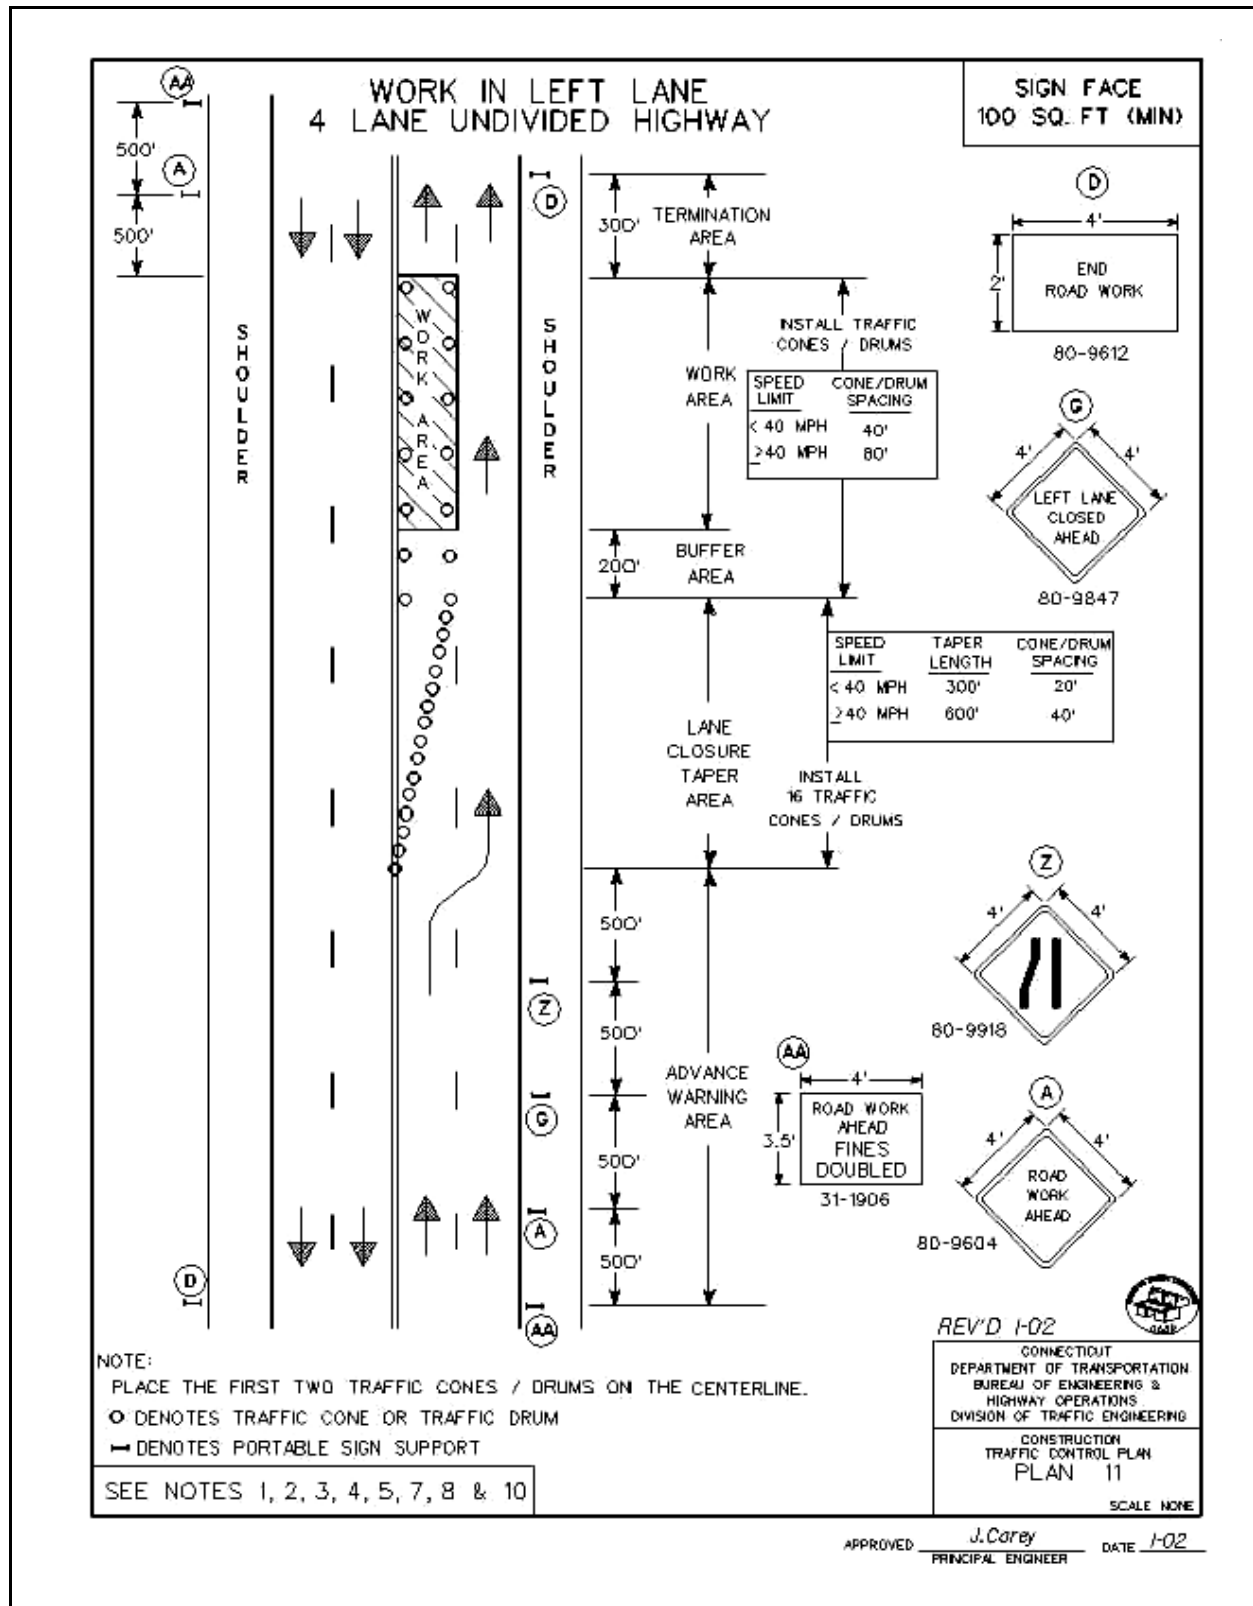 WORK IN LEFT LANE
4 LANE UNDIVIDED HIGHWAY
SIGN FACE
100 SQ. FT (MIN)
AA
500'
A
500'
D
300'
TERMINATION
AREA
D
4'
2'
END
ROAD WORK
80-9612
SHOULDER
WORK AREA
SHOULDER
WORK
AREA
INSTALL TRAFFIC
CONES / DRUMS
SPEED LIMIT CONE/DRUM SPACING
< 40 MPH 40'
≥40 MPH 80'
G
4' 4'
LEFT LANE
CLOSED
AHEAD
80-9847
200'
BUFFER
AREA
SPEED LIMIT TAPER LENGTH CONE/DRUM SPACING
< 40 MPH 300' 20'
≥40 MPH 600' 40'
LANE
CLOSURE
TAPER
AREA
INSTALL
16 TRAFFIC
CONES / DRUMS
Z
4' 4'
80-9918
500'
Z
500'
G
500'
A
500'
AA
D
ADVANCE
WARNING
AREA
AA
4'
3.5'
ROAD WORK
AHEAD
FINES
DOUBLED
31-1906
A
4' 4'
ROAD
WORK
AHEAD
80-9604
REV'D 1-02
CONNECTICUT
DEPARTMENT OF TRANSPORTATION
BUREAU OF ENGINEERING &
HIGHWAY OPERATIONS
DIVISION OF TRAFFIC ENGINEERING
CONSTRUCTION
TRAFFIC CONTROL PLAN
PLAN 11
SCALE NONE
NOTE:
PLACE THE FIRST TWO TRAFFIC CONES / DRUMS ON THE CENTERLINE.
O DENOTES TRAFFIC CONE OR TRAFFIC DRUM
DENOTES PORTABLE SIGN SUPPORT
SEE NOTES 1, 2, 3, 4, 5, 7, 8 & 10
APPROVED J. Carey DATE 1-02
PRINCIPAL ENGINEER